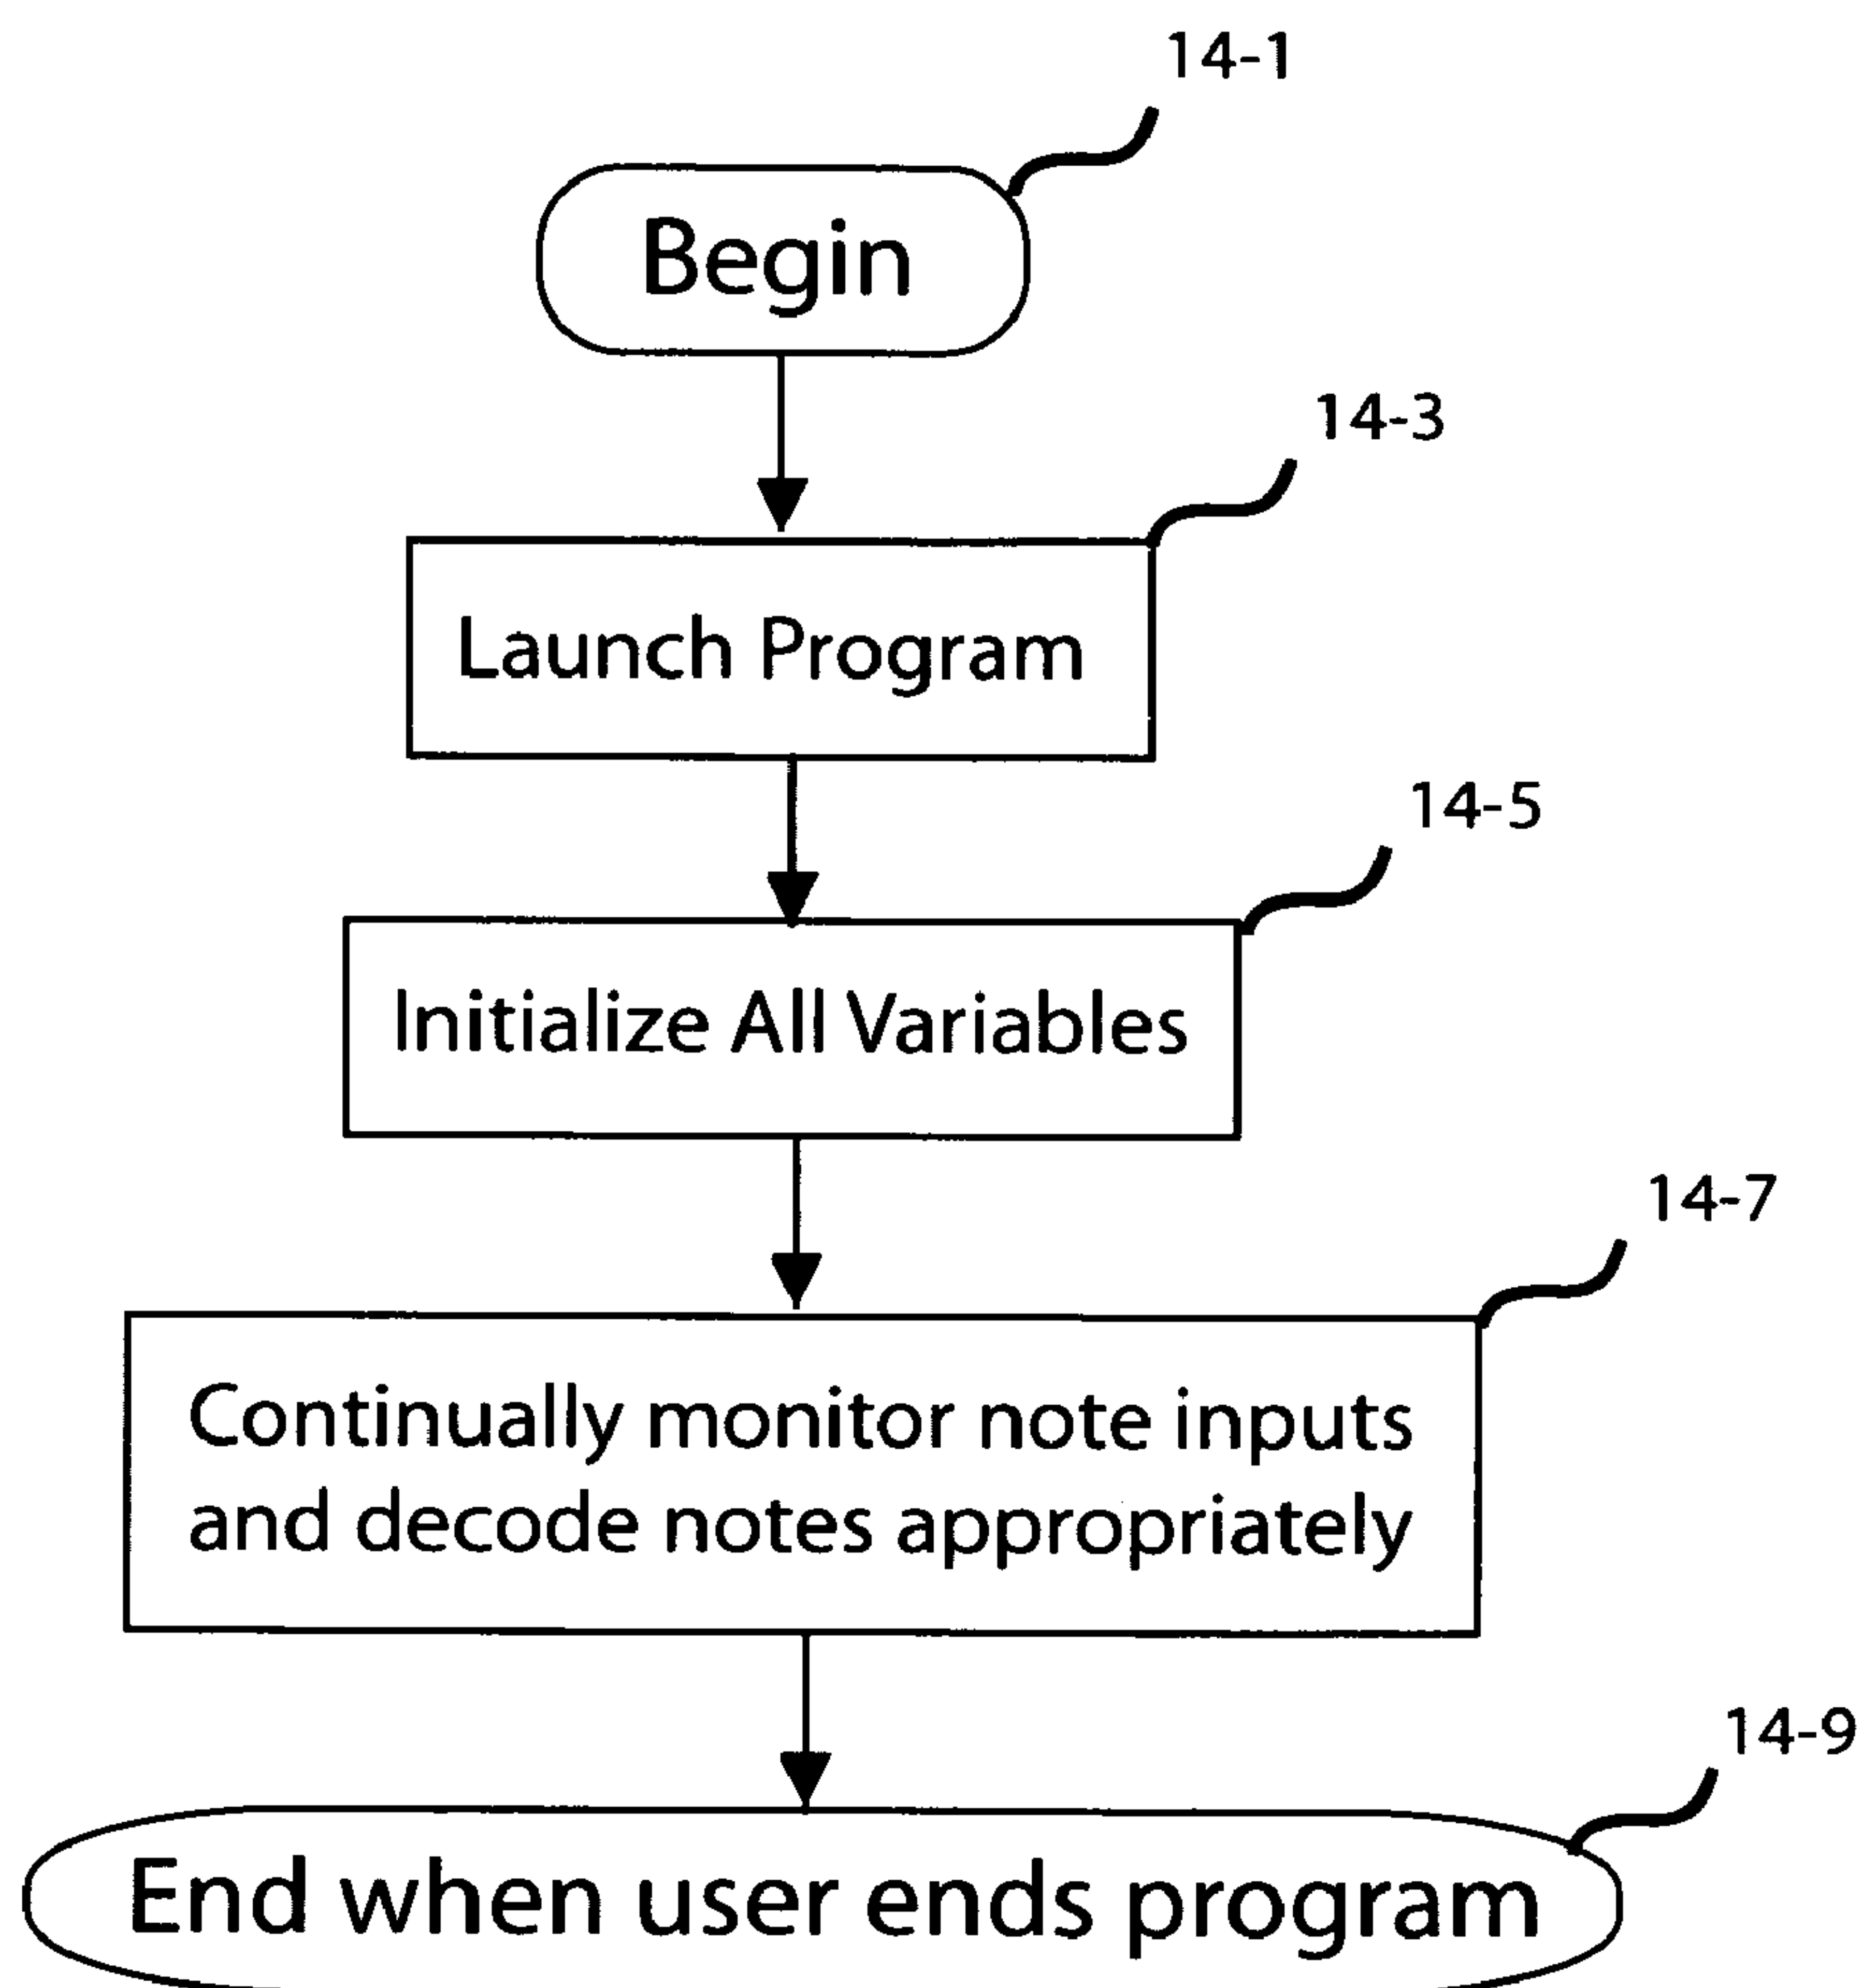 14-1
Begin
14-3
Launch Program
14-5
Initialize All Variables
14-7
Continually monitor note inputs
and decode notes appropriately
14-9
End when user ends program